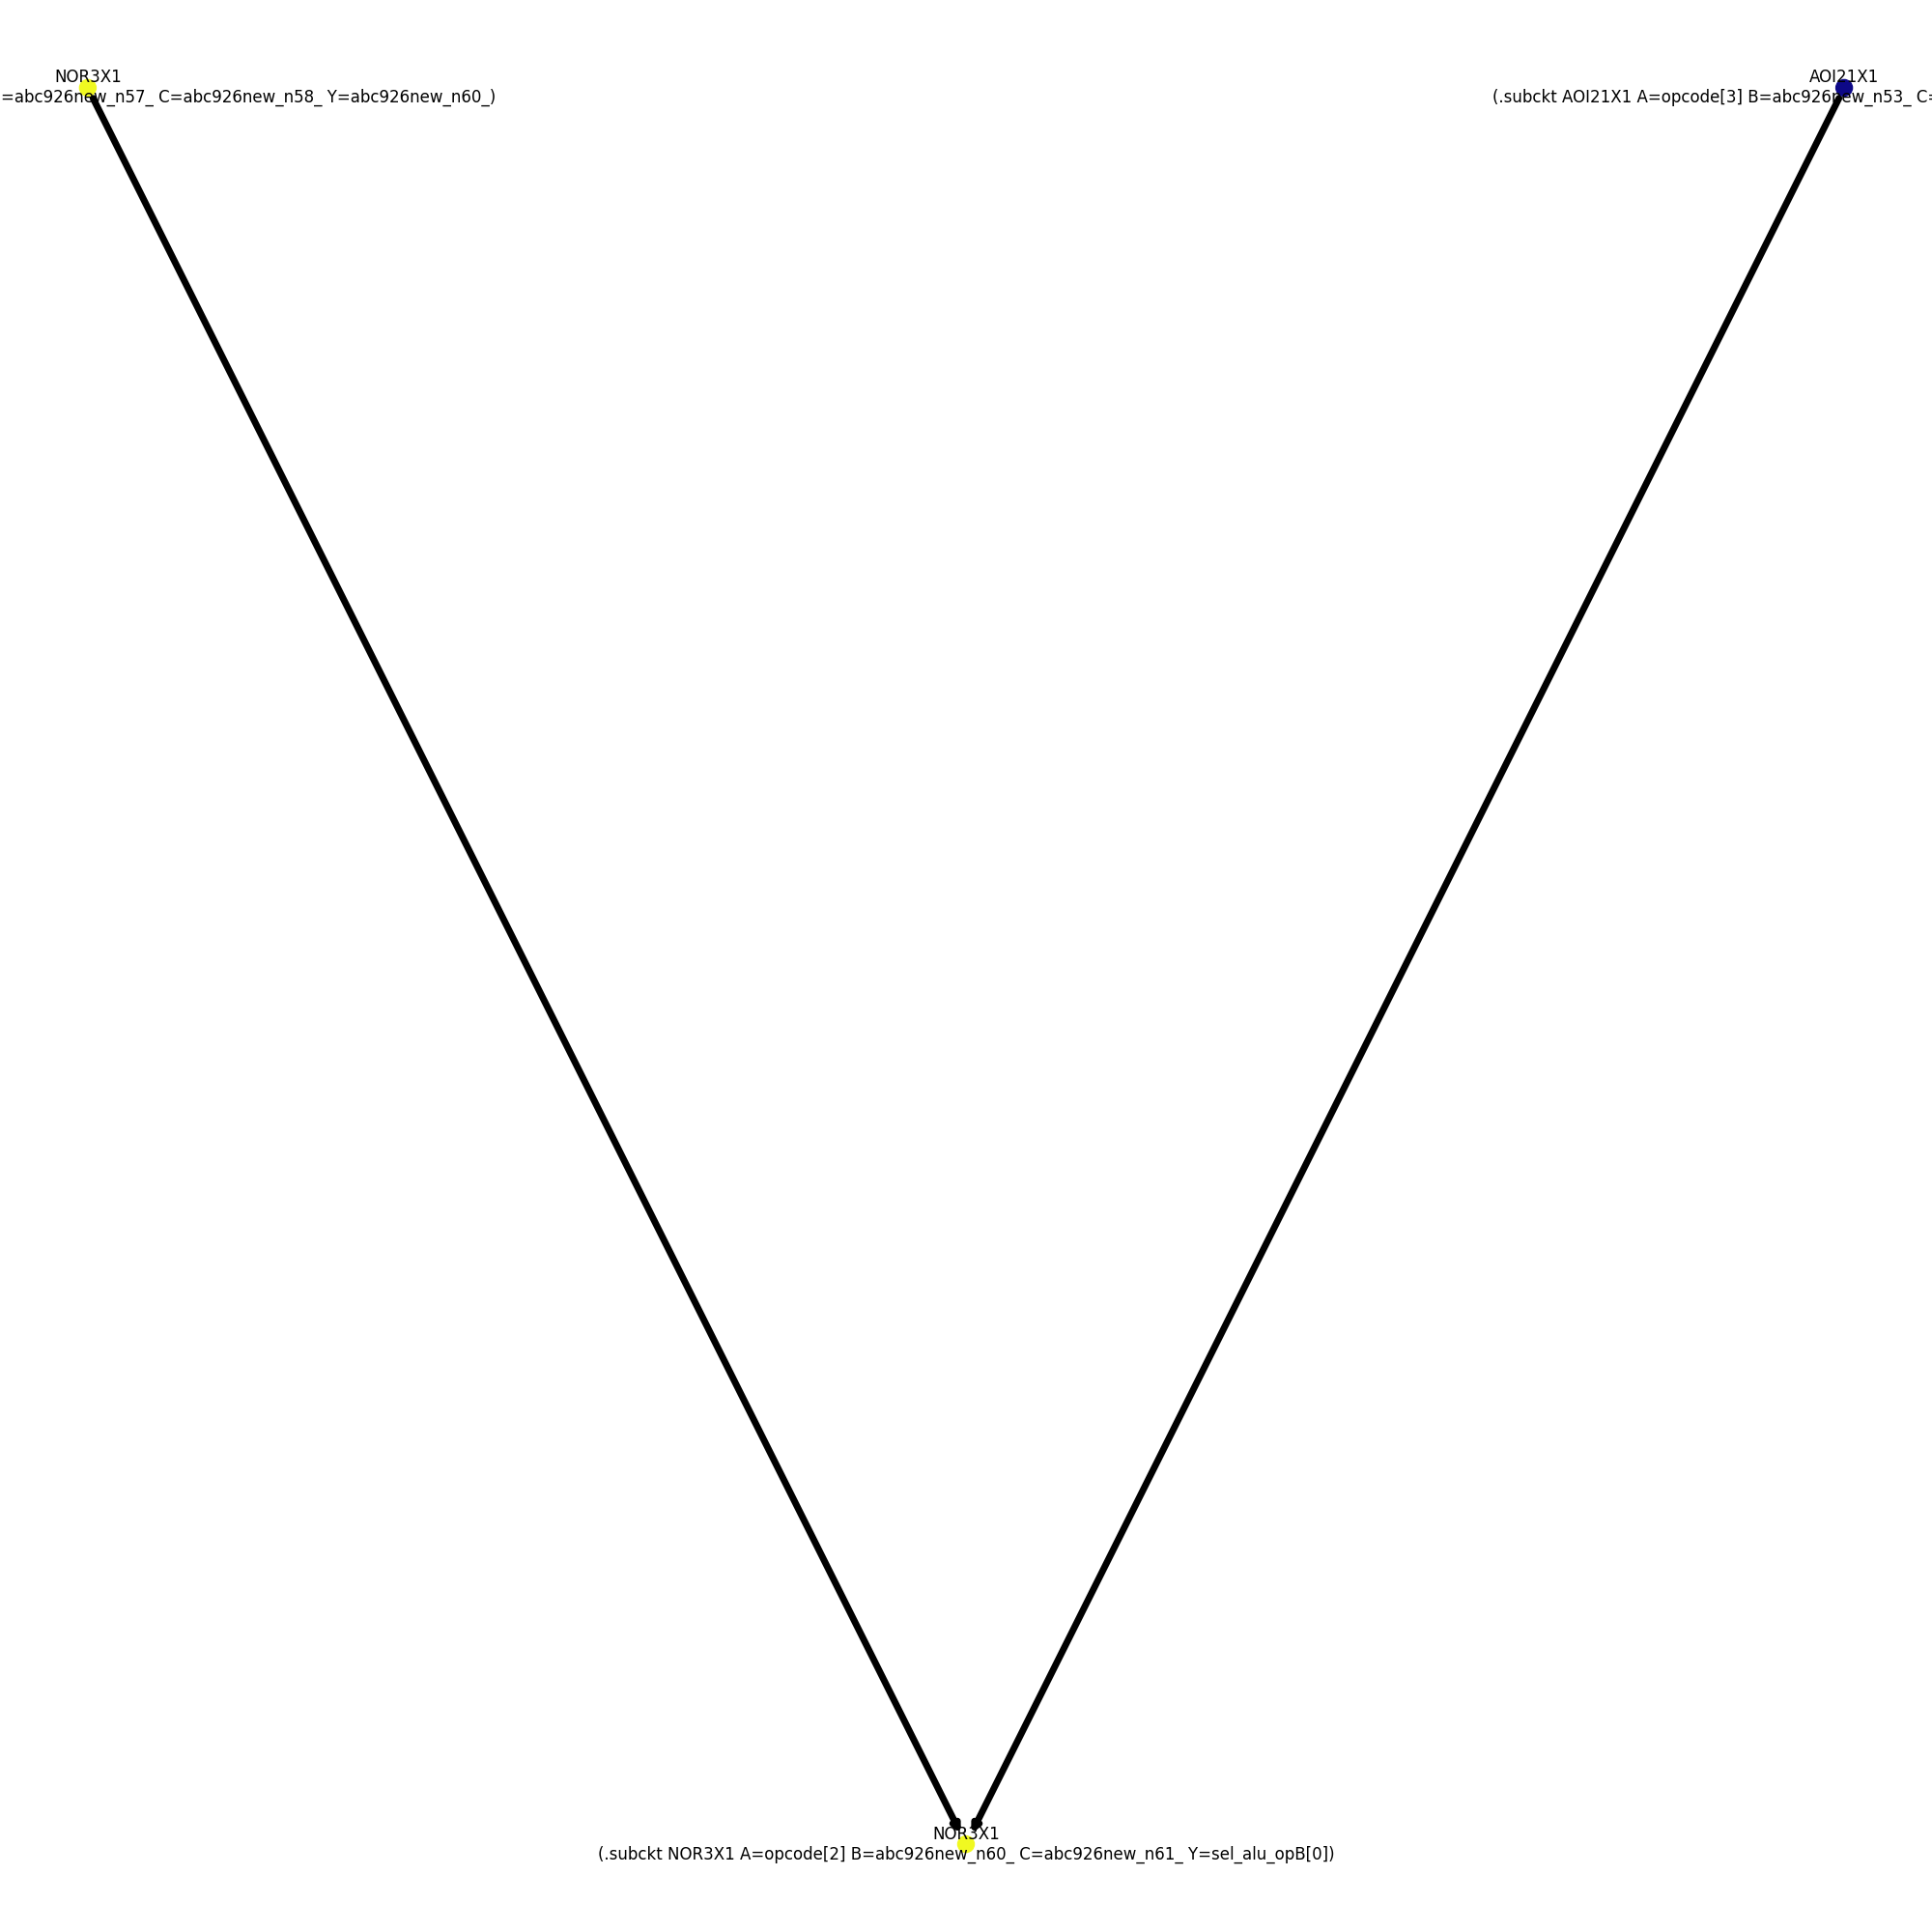 NOR3X1
=abc926new_n57_ C=abc926new_n58_ Y=abc926new_n60_)
AOI21X1
(.subckt AOI21X1 A=opcode[3] B=abc926new_n53_ C=
NOR3X1
(.subckt NOR3X1 A=opcode[2] B=abc926new_n60_ C=abc926new_n61_ Y=sel_alu_opB[0])